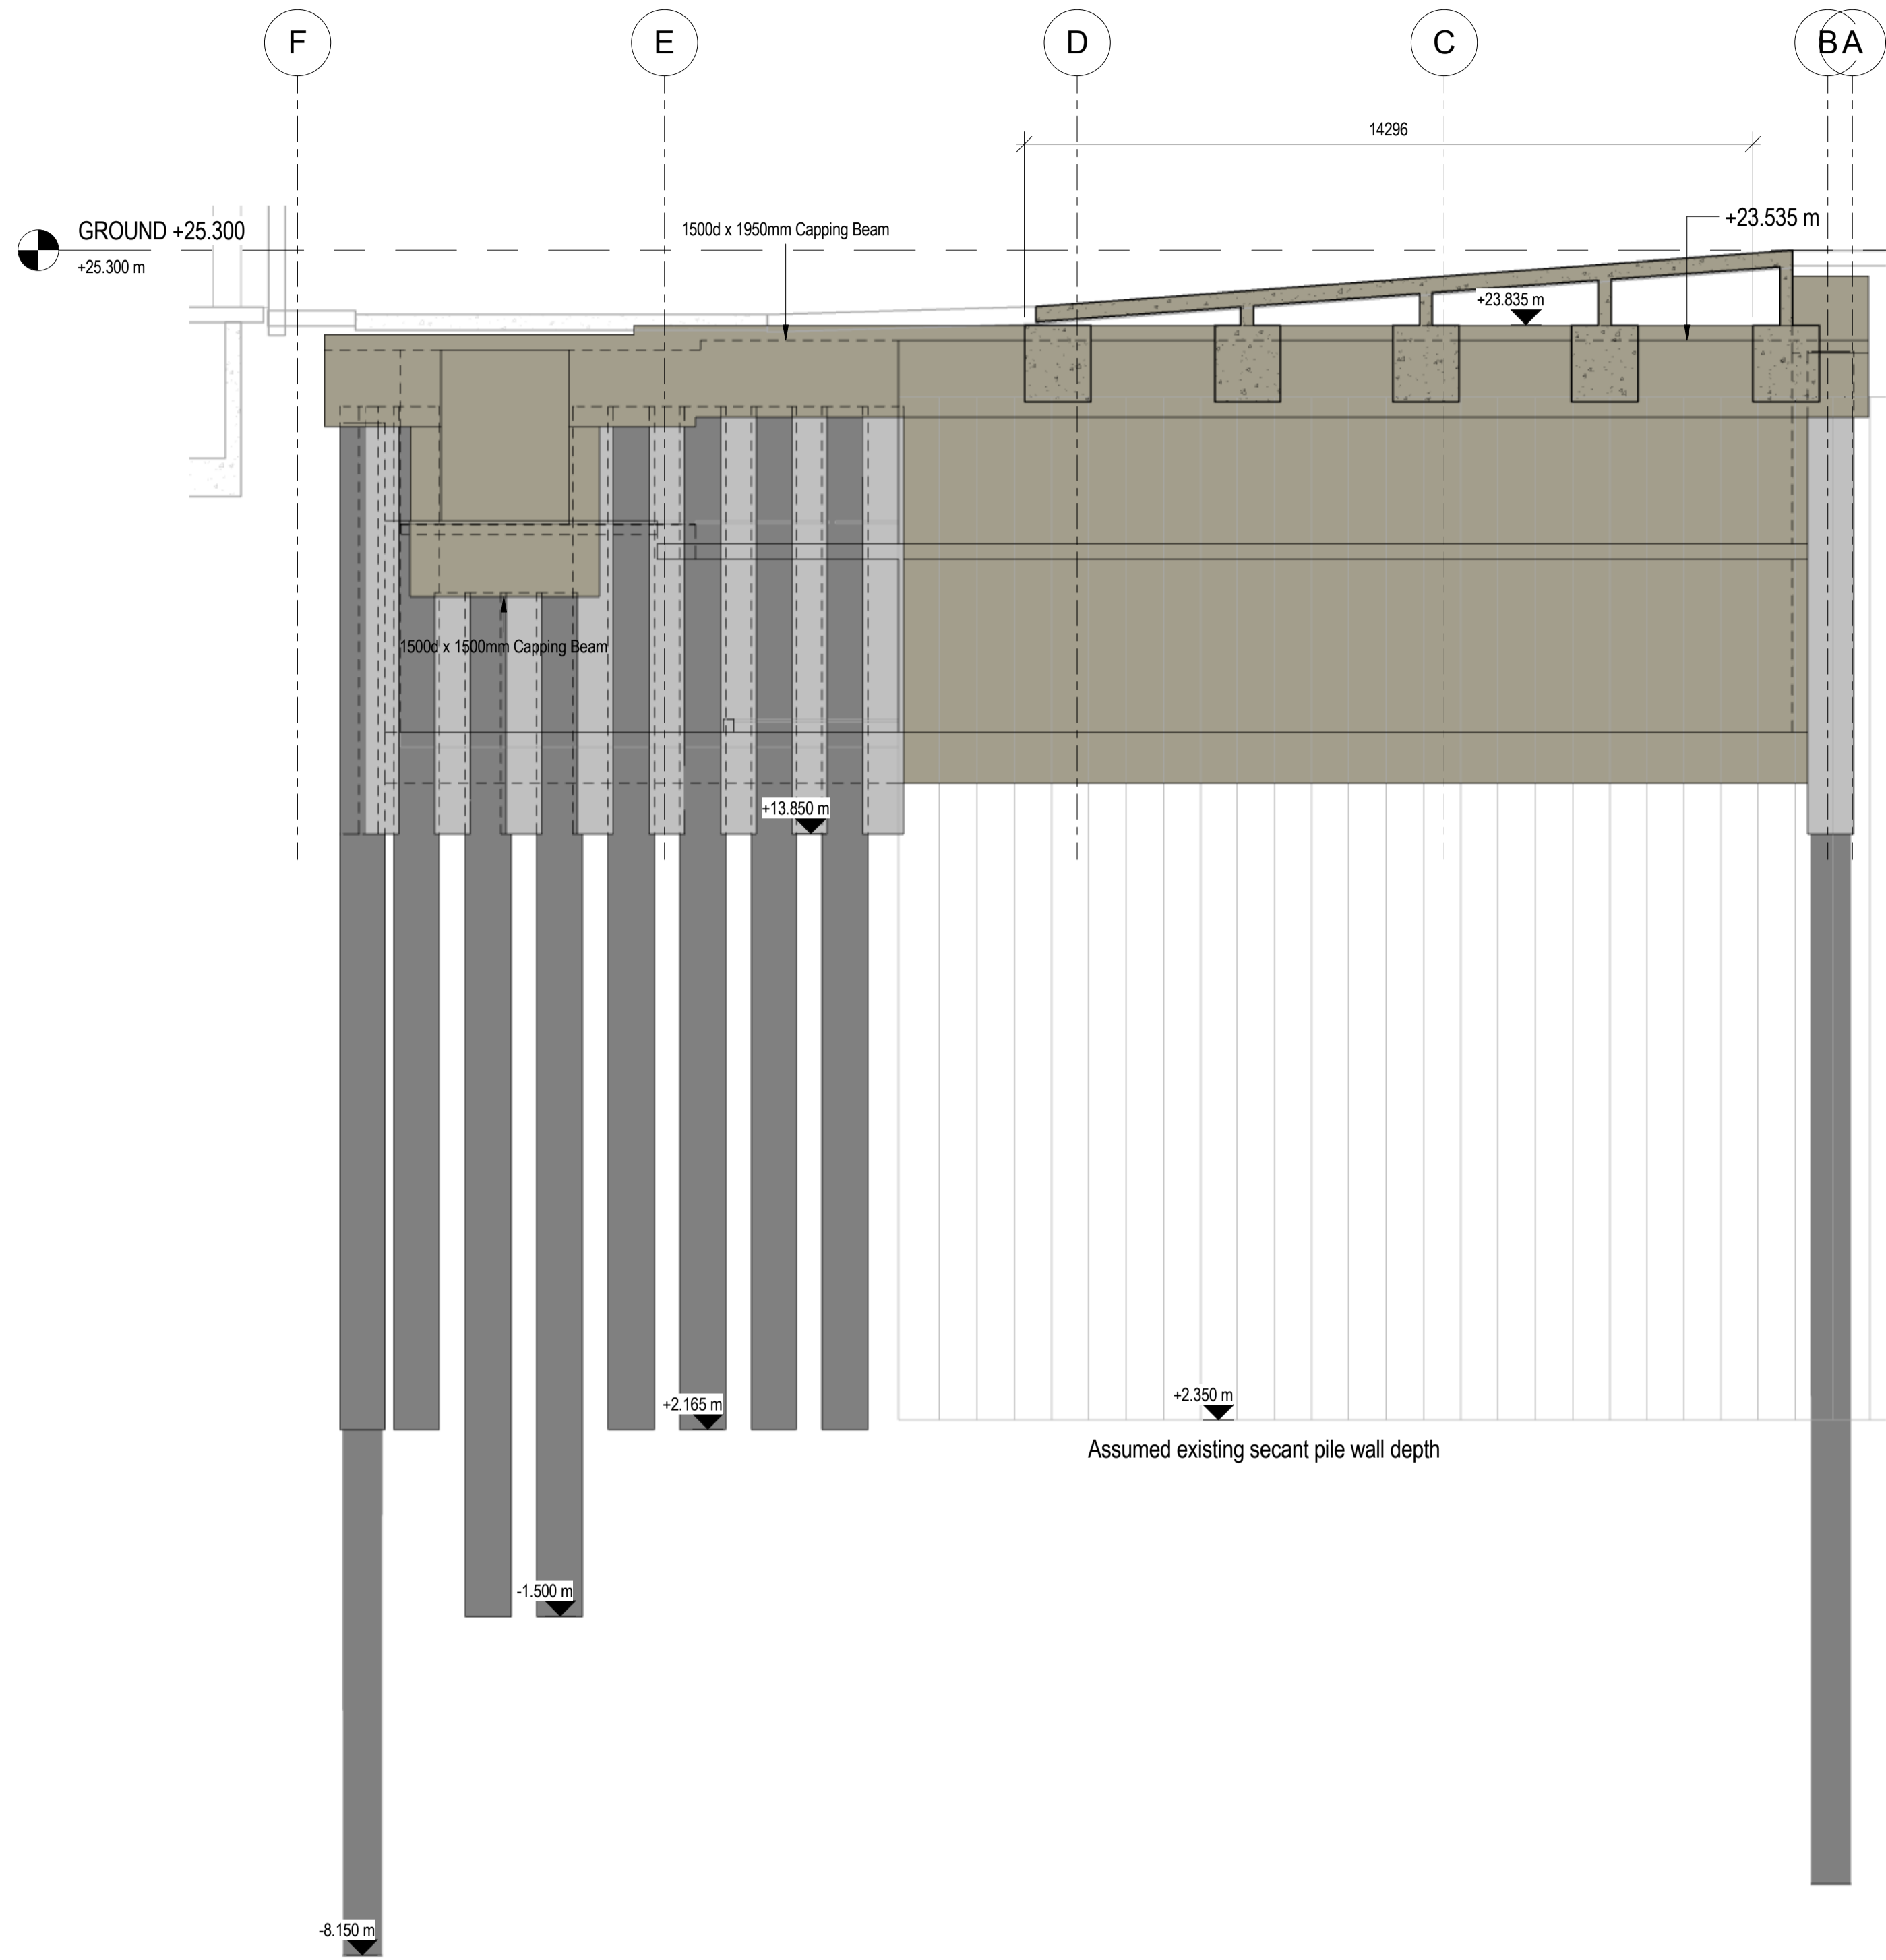 F
E
D
C
B
A
14296
GROUND +25.300
+25.300 m
1500d x 1950mm Capping Beam
+23.535 m
+23.835 m
1500d x 1500mm Capping Beam
+13.850 m
+2.165 m
+2.350 m
Assumed existing secant pile wall depth
-1.500 m
-8.150 m